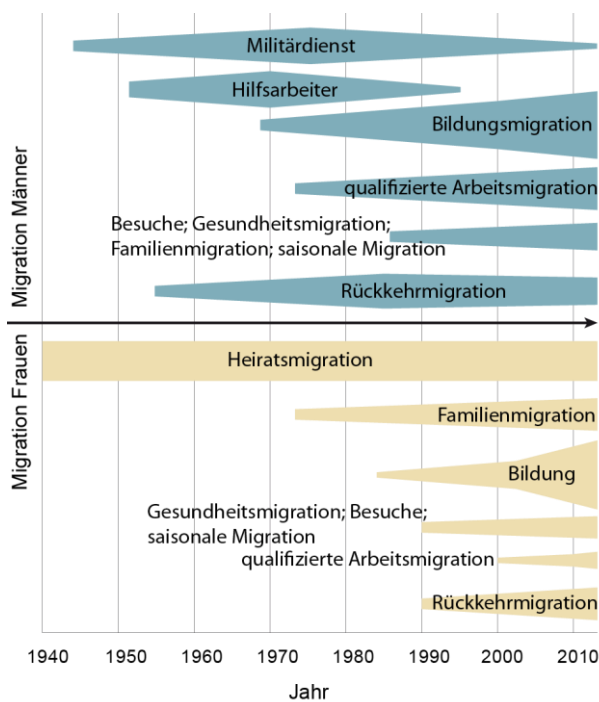 Militärdienst
Hilfsarbeiter
Bildungsmigration
qualifizierte Arbeitsmigration
Besuche; Gesundheitsmigration;
Familienmigration; saisonale Migration
Rückkehrmigration
Migration Männer
Heiratsmigration
Familienmigration
Bildung
Gesundheitsmigration; Besuche;
saisonale Migration
qualifizierte Arbeitsmigration
Rückkehrmigration
Migration Frauen
1940 1950 1960 1970 1980 1990 2000 2010
Jahr